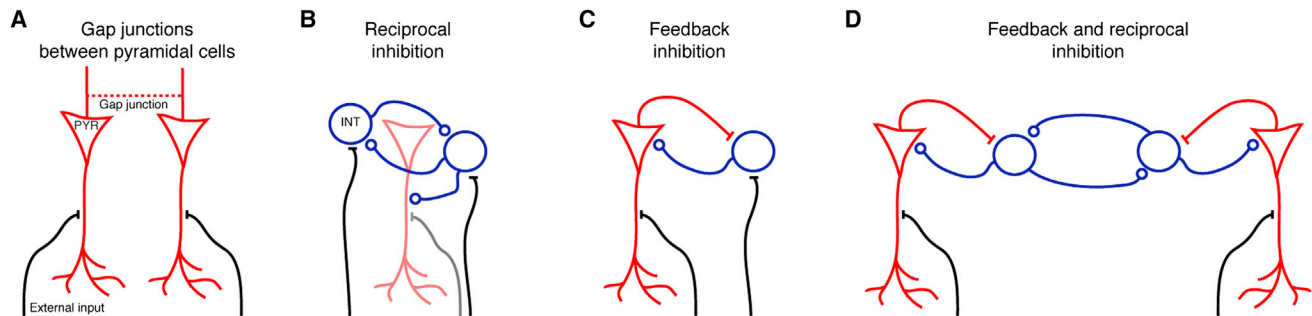 A
Gap junctions
between pyramidal cells
Gap junction
PYR
External input
B
Reciprocal
inhibition
INT
C
Feedback
inhibition
D
Feedback and reciprocal
inhibition